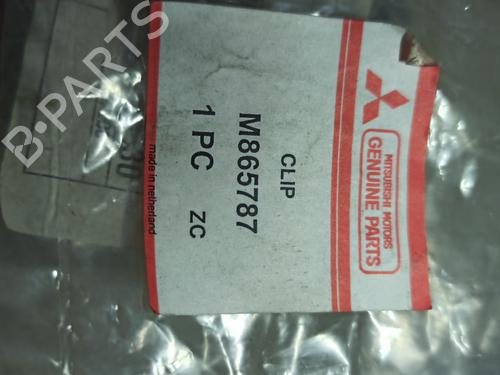 MITSUBISHI MOTORS
GENUINE PARTS
CLIP
M865787
1 PC ZC
made in netherland
B-PARTS